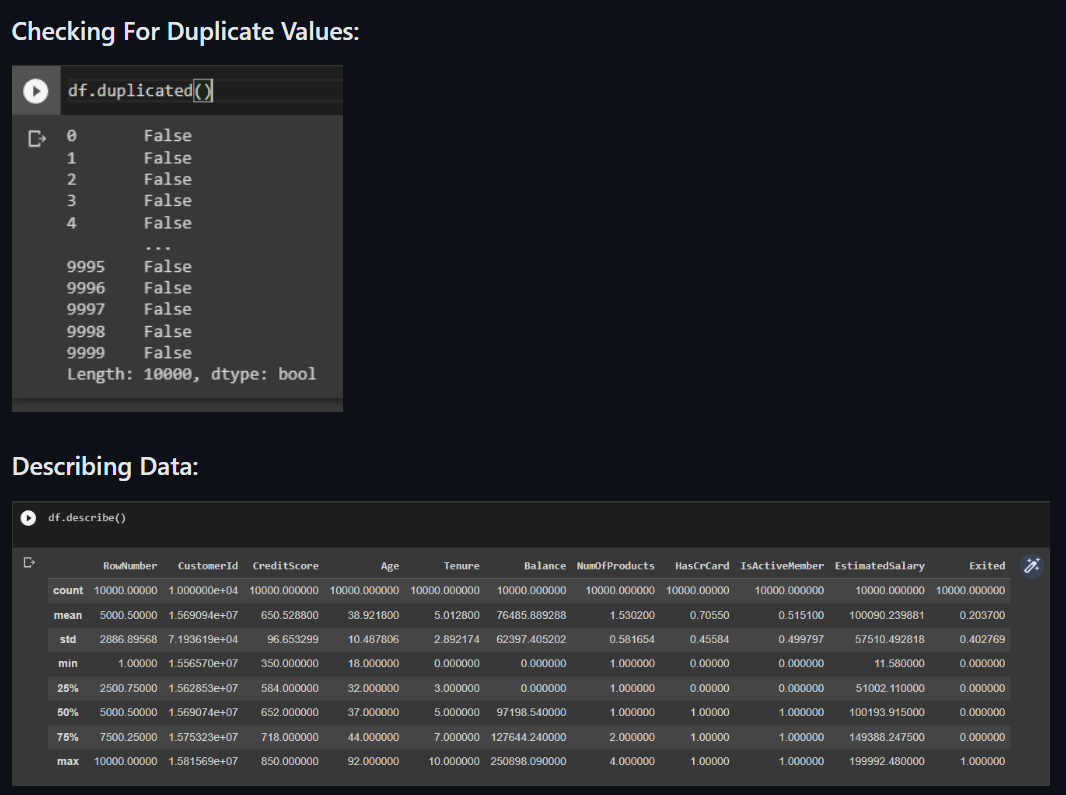 Checking For Duplicate Values:
df.duplicated()
0 False
1 False
2 False
3 False
4 False
...
9995 False
9996 False
9997 False
9998 False
9999 False
Length: 10000, dtype: bool
Describing Data:
df.describe()
RowNumber CustomerId CreditScore Age Tenure Balance NumOfProducts HasCrCard IsActiveMember EstimatedSalary Exited
count 10000.00000 1.000000e+04 10000.000000 10000.000000 10000.000000 10000.000000 10000.000000 10000.00000 10000.000000 10000.000000 10000.000000
mean 5000.50000 1.569094e+07 650.528800 38.921800 5.012800 76485.889288 1.530200 0.70550 0.515100 100090.239881 0.203700
std 2886.89568 7.193619e+04 96.653299 10.487806 2.892174 62397.405202 0.581654 0.45584 0.499797 57510.492818 0.402769
min 1.00000 1.556570e+07 350.000000 18.000000 0.000000 0.000000 1.000000 0.00000 0.000000 11.580000 0.000000
25% 2500.75000 1.562853e+07 584.000000 32.000000 3.000000 0.000000 1.000000 0.00000 0.000000 51002.110000 0.000000
50% 5000.50000 1.569074e+07 652.000000 37.000000 5.000000 97198.540000 1.000000 1.00000 1.000000 100193.915000 0.000000
75% 7500.25000 1.575323e+07 718.000000 44.000000 7.000000 127644.240000 2.000000 1.00000 1.000000 149388.247500 0.000000
max 10000.00000 1.581569e+07 850.000000 92.000000 10.000000 250898.090000 4.000000 1.00000 1.000000 199992.480000 1.000000